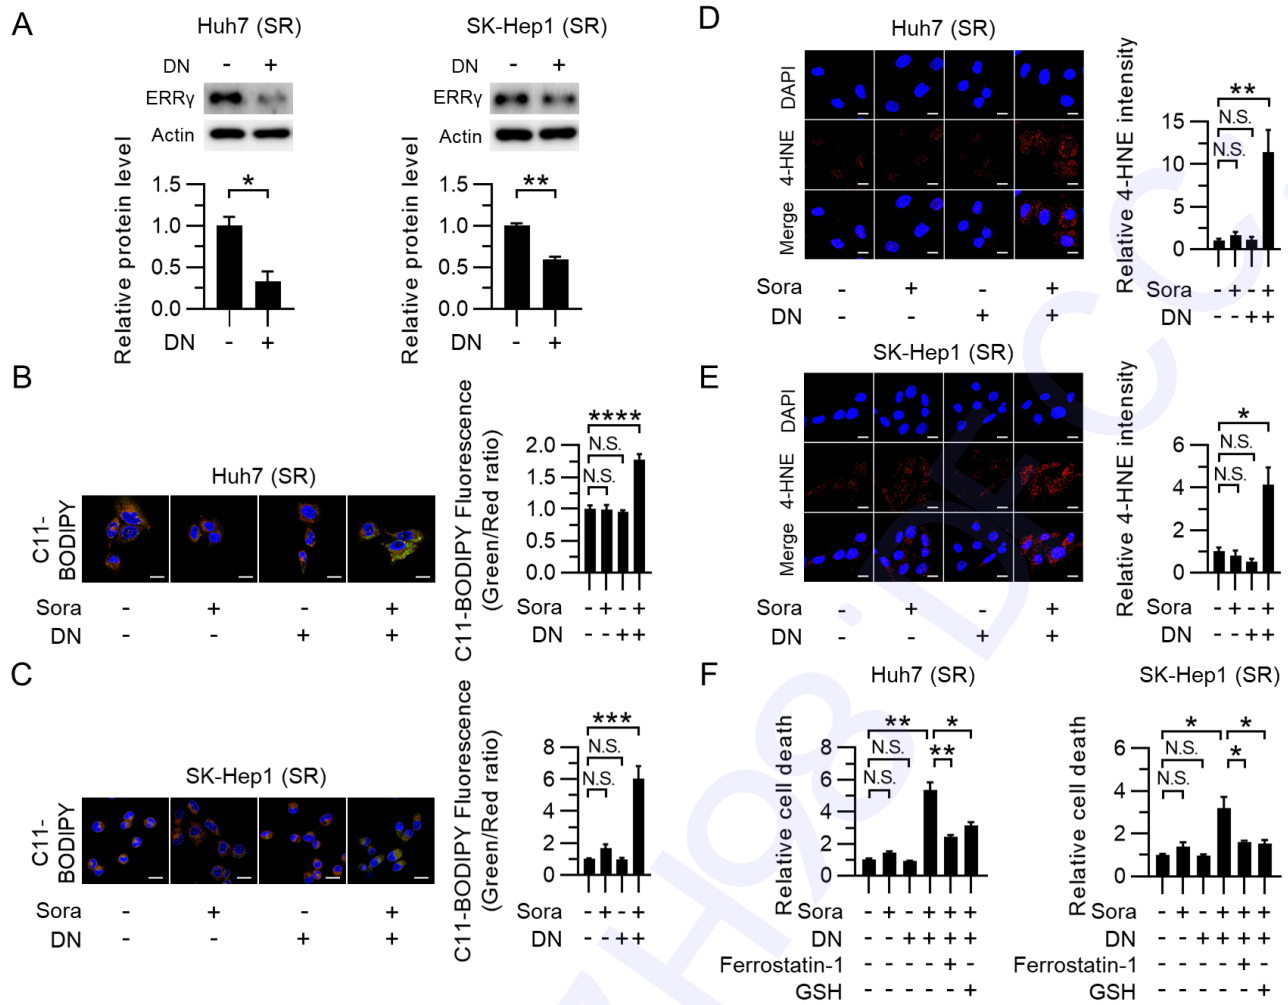 A
Huh7 (SR)
DN - +
ERRγ
Actin
Relative protein level
1.5
1.0
0.5
0.0
*
DN - +
SK-Hep1 (SR)
DN - +
ERRγ
Actin
Relative protein level
1.5
1.0
0.5
0.0
**
DN - +
B
Huh7 (SR)
C11-
BODIPY
Sora - + - +
DN - - + +
C11-BODIPY Fluorescence
(Green/Red ratio)
2.0
1.5
1.0
0.5
0.0
****
N.S.
N.S.
Sora - + - +
DN - - + +
C
SK-Hep1 (SR)
C11-
BODIPY
Sora - + - +
DN - - + +
C11-BODIPY Fluorescence
(Green/Red ratio)
8
6
4
2
0
***
N.S.
N.S.
Sora - + - +
DN - - + +
D
Huh7 (SR)
DAPI
4-HNE
Merge
Sora - + - +
DN - - + +
Relative 4-HNE intensity
15
10
5
0
**
N.S.
N.S.
Sora - + - +
DN - - + +
E
SK-Hep1 (SR)
DAPI
4-HNE
Merge
Sora - + - +
DN - - + +
Relative 4-HNE intensity
6
4
2
0
*
N.S.
N.S.
Sora - + - +
DN - - + +
F
Huh7 (SR)
Relative cell death
8
6
4
2
0
** *
N.S. **
N.S.
Sora - + - + + +
DN - - + + + +
Ferrostatin-1 - - - - + -
GSH - - - - - +
SK-Hep1 (SR)
Relative cell death
6
4
2
0
* *
N.S. *
N.S.
Sora - + - + + +
DN - - + + + +
Ferrostatin-1 - - - - + -
GSH - - - - - +